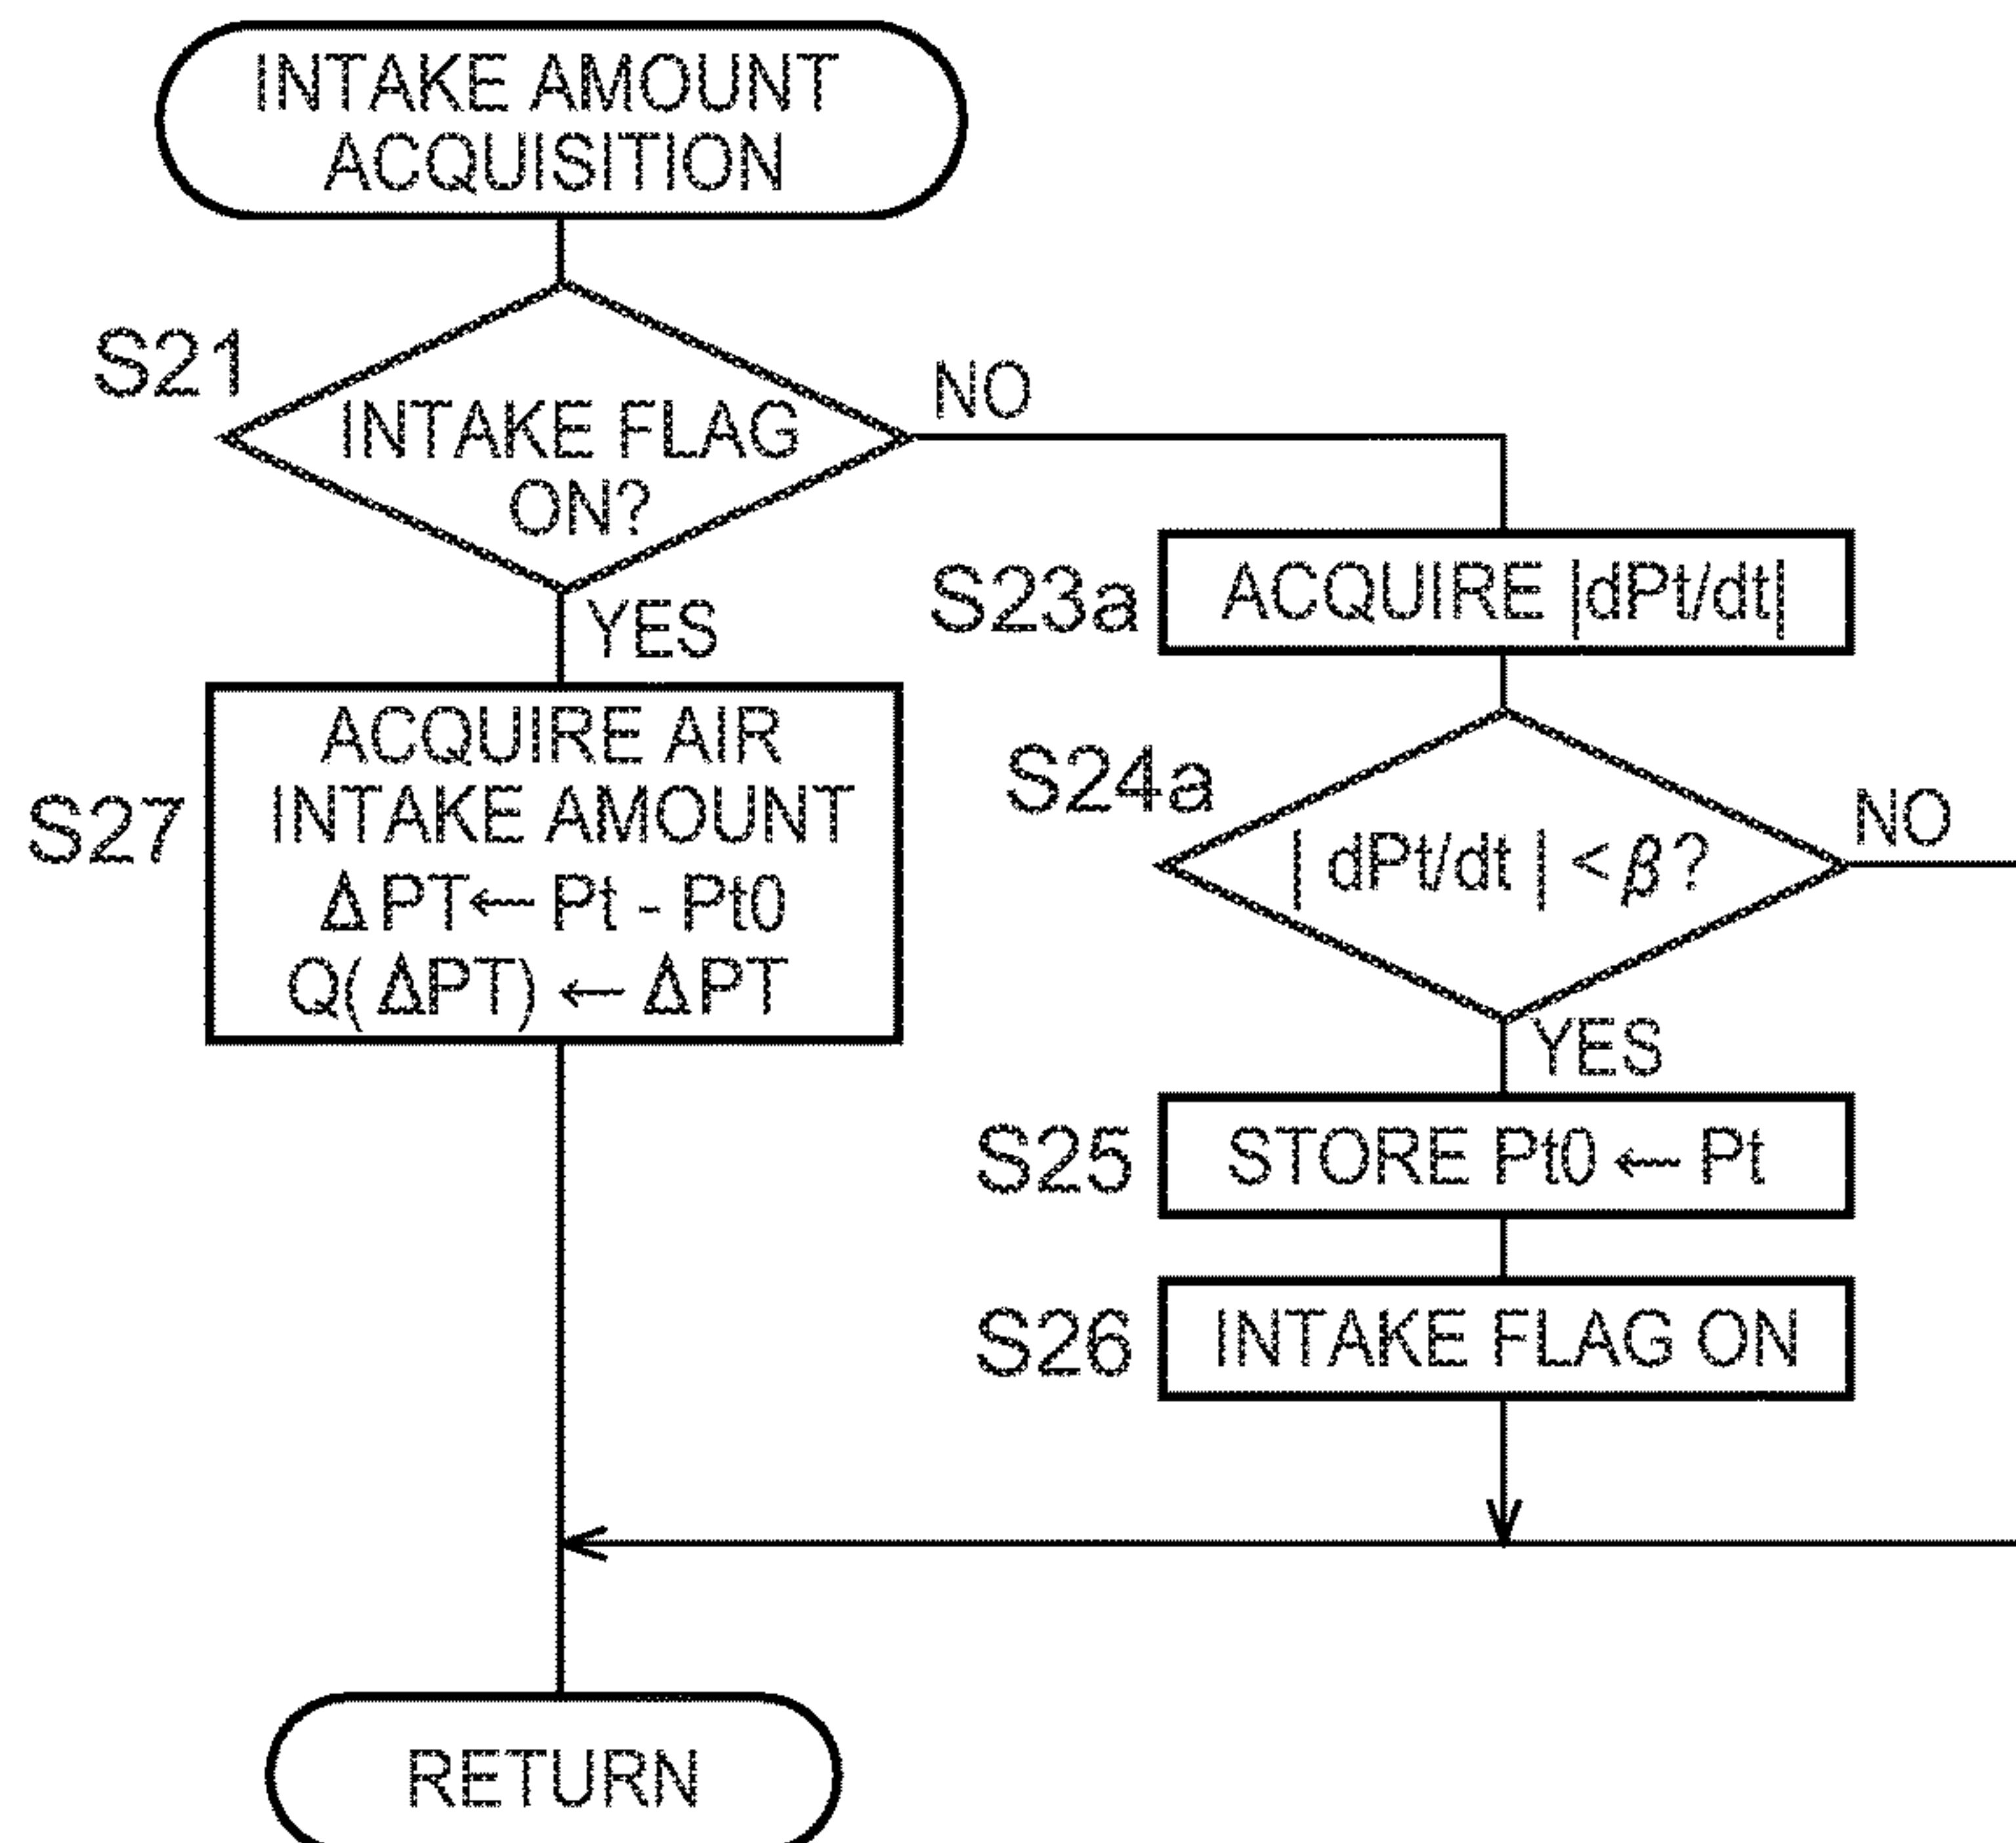 INTAKE AMOUNT
ACQUISITION
S21
INTAKE FLAG
ON?
NO
YES
S27
ACQUIRE AIR
INTAKE AMOUNT
ΔPT← Pt - Pt0
Q(ΔPT) ← ΔPT
S23a
ACQUIRE |dPt/dt|
S24a
| dPt/dt | < β?
NO
YES
S25
STORE Pt0 ← Pt
S26
INTAKE FLAG ON
RETURN